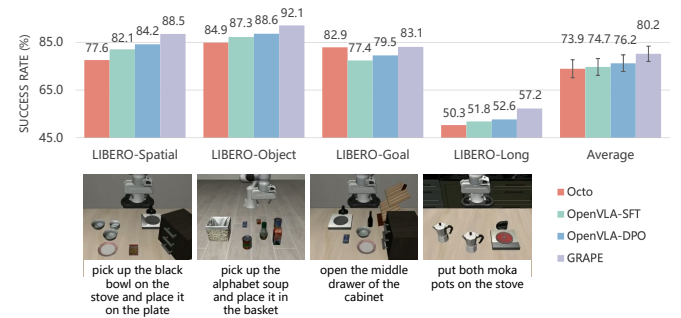 SUCCESS RATE (%)
85.0
65.0
45.0
77.6 82.1 84.2 88.5
84.9 87.3 88.6 92.1
82.9 77.4 79.5 83.1
50.3 51.8 52.6 57.2
73.9 74.7 76.2 80.2
LIBERO-Spatial LIBERO-Object LIBERO-Goal LIBERO-Long Average
pick up the black
bowl on the
stove and place it
on the plate
pick up the
alphabet soup
and place it in
the basket
open the middle
drawer of the
cabinet
put both moka
pots on the stove
Octo
OpenVLA-SFT
OpenVLA-DPO
GRAPE